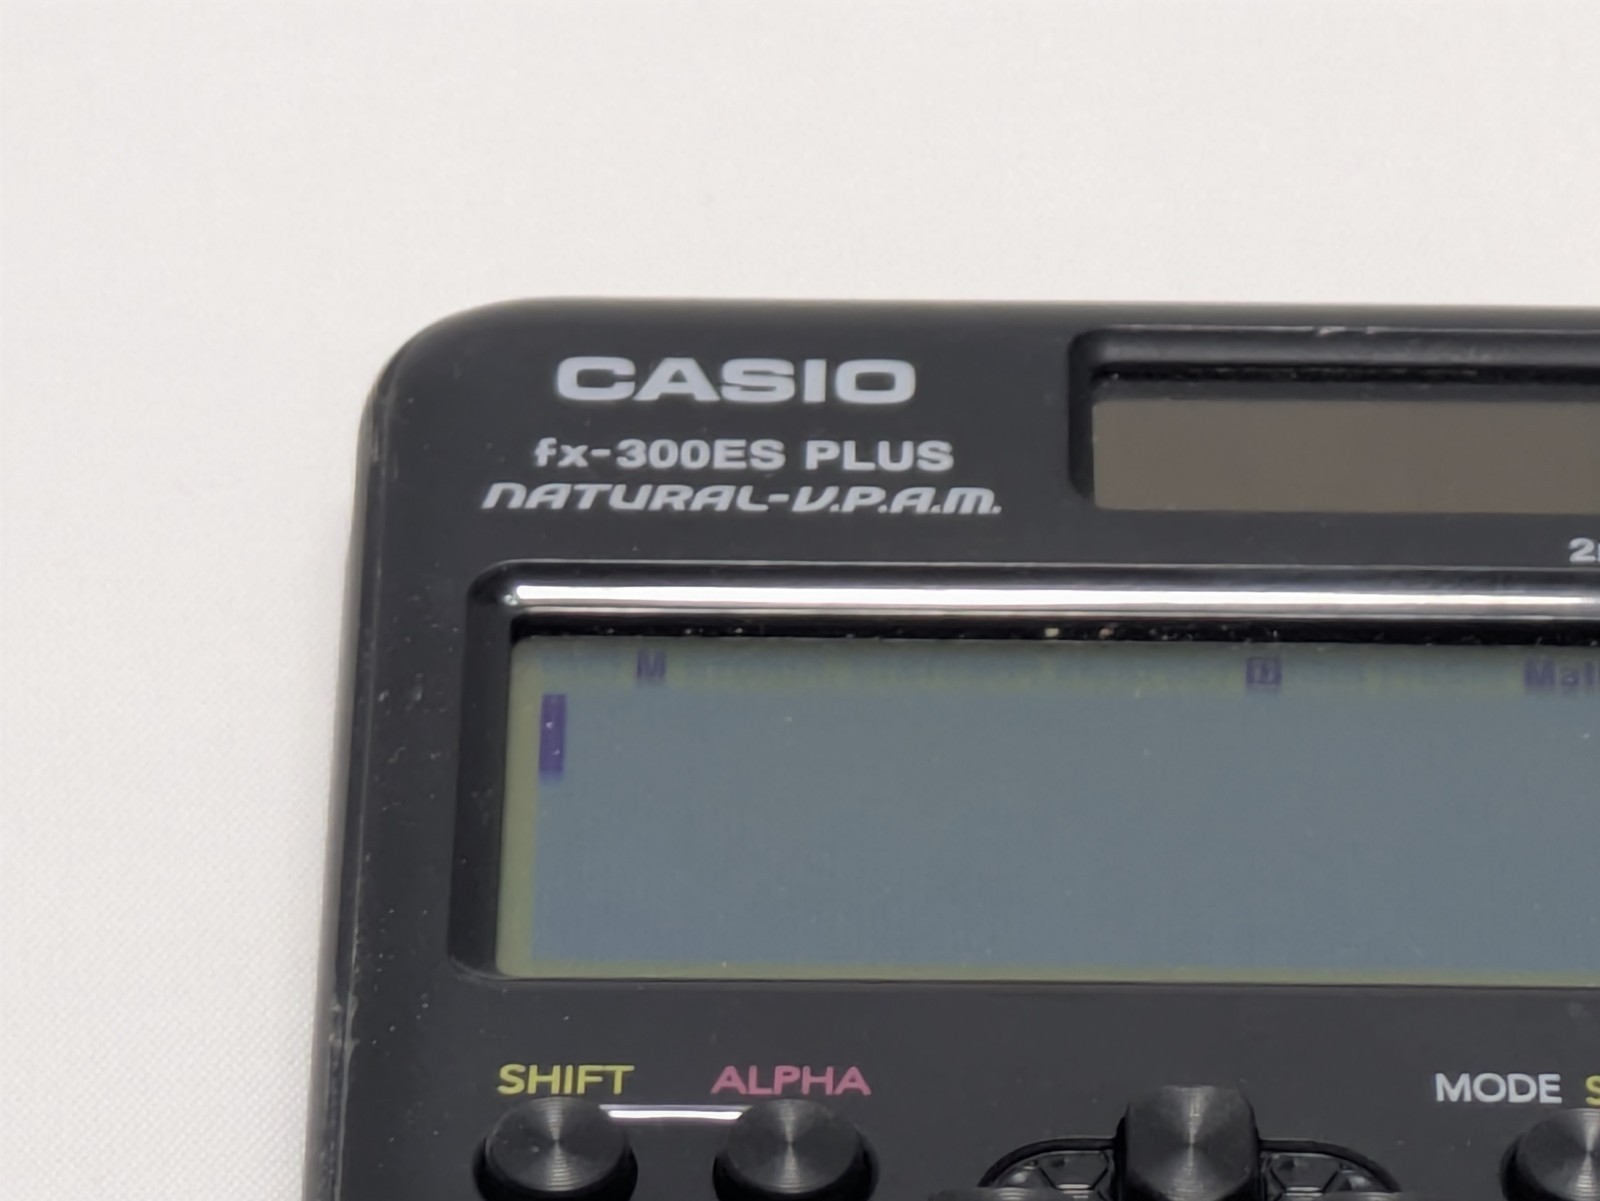 CASIO
fx-300ES PLUS
NATURAL-V.P.A.M.
M D
SHIFT ALPHA MODE